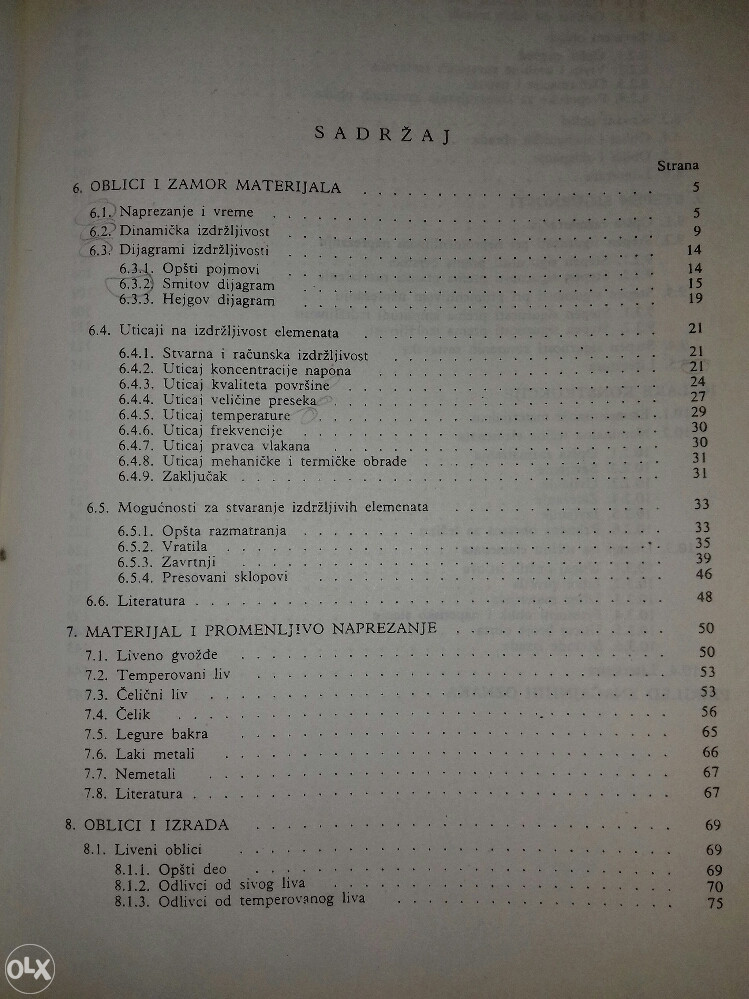 SADRŽAJ
Strana
6. OBLICI I ZAMOR MATERIJALA . . . . . . . . . . . . . . 5
6.1. Naprezanje i vreme . . . . . . . . . . . . . . . . . 5
6.2. Dinamička izdržljivost . . . . . . . . . . . . . . . . 9
6.3. Dijagrami izdržljivosti . . . . . . . . . . . . . . . . 14
6.3.1. Opšti pojmovi . . . . . . . . . . . . . . . . 14
6.3.2. Smitov dijagram . . . . . . . . . . . . . . . . 15
6.3.3. Hejgov dijagram . . . . . . . . . . . . . . . . 19
6.4. Uticaji na izdržljivost elemenata . . . . . . . . . . . . . . 21
6.4.1. Stvarna i računska izdržljivost . . . . . . . . . . . . 21
6.4.2. Uticaj koncentracije napona . . . . . . . . . . . . . 21
6.4.3. Uticaj kvaliteta površine . . . . . . . . . . . . . . 24
6.4.4. Uticaj veličine preseka . . . . . . . . . . . . . . . 27
6.4.5. Uticaj temperature . . . . . . . . . . . . . . . . 29
6.4.6. Uticaj frekvencije . . . . . . . . . . . . . . . . 30
6.4.7. Uticaj pravca vlakana . . . . . . . . . . . . . . . 30
6.4.8. Uticaj mehaničke i termičke obrade . . . . . . . . . . . 31
6.4.9. Zaključak . . . . . . . . . . . . . . . . . . . 31
6.5. Mogućnosti za stvaranje izdržljivih elemenata . . . . . . . . . . 33
6.5.1. Opšta razmatranja . . . . . . . . . . . . . . . . 33
6.5.2. Vratila . . . . . . . . . . . . . . . . . . . . 35
6.5.3. Zavrtnji . . . . . . . . . . . . . . . . . . . 39
6.5.4. Presovani sklopovi . . . . . . . . . . . . . . . . 46
6.6. Literatura . . . . . . . . . . . . . . . . . . . . . 48
7. MATERIJAL I PROMENLJIVO NAPREZANJE . . . . . . . . . . 50
7.1. Liveno gvožđe . . . . . . . . . . . . . . . . . . . 50
7.2. Temperovani liv . . . . . . . . . . . . . . . . . . 53
7.3. Čelični liv . . . . . . . . . . . . . . . . . . . . 53
7.4. Čelik . . . . . . . . . . . . . . . . . . . . . . 56
7.5. Legure bakra . . . . . . . . . . . . . . . . . . . 65
7.6. Laki metali . . . . . . . . . . . . . . . . . . . . 66
7.7. Nemetali . . . . . . . . . . . . . . . . . . . . . 67
7.8. Literatura . . . . . . . . . . . . . . . . . . . . . 67
8. OBLICI I IZRADA . . . . . . . . . . . . . . . . . . . 69
8.1. Liveni oblici . . . . . . . . . . . . . . . . . . . . 69
8.1.1. Opšti deo . . . . . . . . . . . . . . . . . . . 69
8.1.2. Odlivci od sivog liva . . . . . . . . . . . . . . . 70
8.1.3. Odlivci od temperovanog liva . . . . . . . . . . . . . 75
OLX